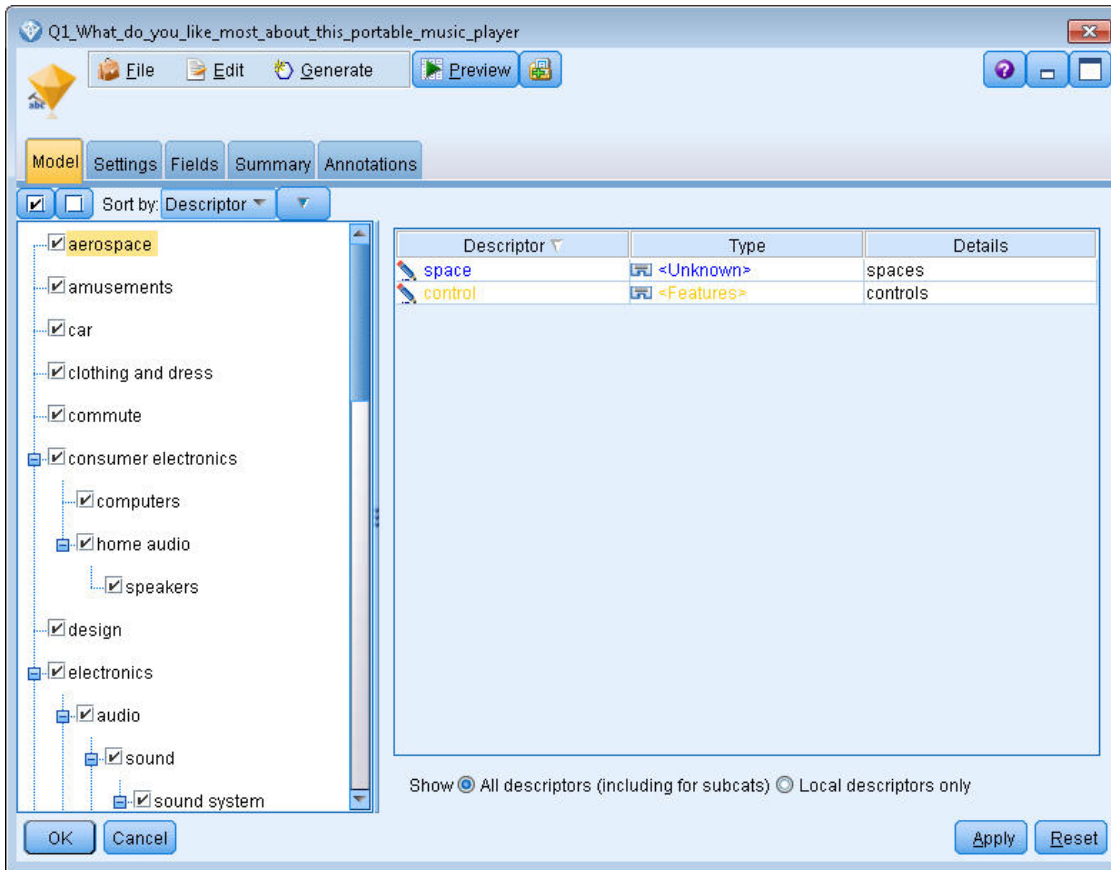 Q1_What_do_you_like_most_about_this_portable_music_player
File Edit Generate Preview
abc
Model Settings Fields Summary Annotations
Sort by: Descriptor
aerospace
amusements
car
clothing and dress
commute
consumer electronics
computers
home audio
speakers
design
electronics
audio
sound
sound system
Descriptor Type Details
space <Unknown> spaces
control <Features> controls
Show All descriptors (including for subcats) Local descriptors only
OK Cancel Apply Reset